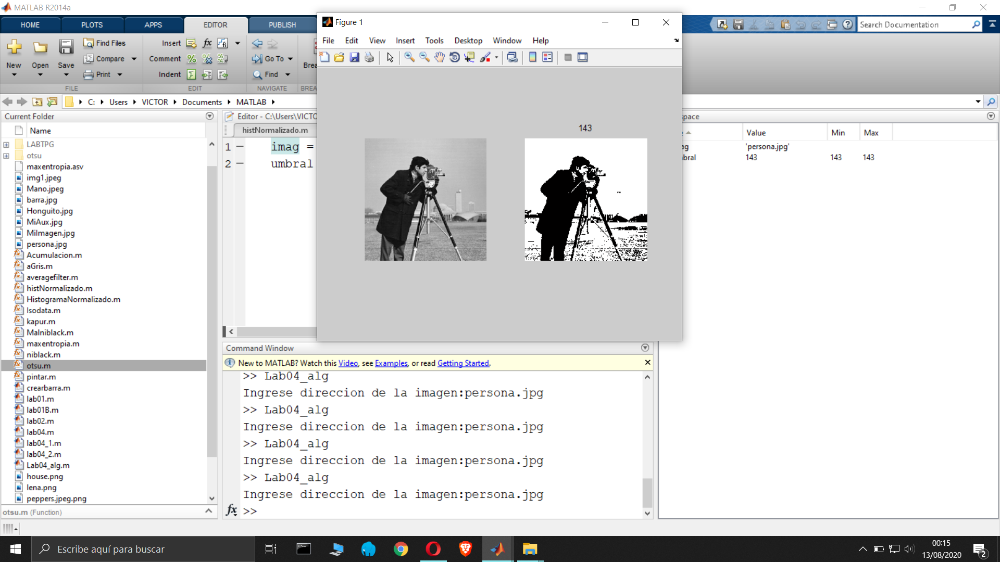 MATLAB R2014a
HOME PLOTS APPS EDITOR PUBLISH
Search Documentation
Figure 1
File Edit View Insert Tools Desktop Window Help
New
Open
Save
Find Files
Compare
Print
FILE
Insert fx
Comment
Indent
EDIT
Go To
Find
NAVIGATE
Brea
BREA
C: Users VICTOR Documents MATLAB
Current Folder
Name
LABTPG
otsu
maxentropia.asv
img1.jpeg
Mano.jpeg
barra.jpg
Honguito.jpg
MiAux.jpg
MiImagen.jpg
persona.jpg
Acumulacion.m
aGris.m
averagefilter.m
histNormalizado.m
HistogramaNormalizado.m
Isodata.m
kapur.m
Malniblack.m
maxentropia.m
niblack.m
otsu.m
pintar.m
crearbarra.m
lab01.m
lab01B.m
lab02.m
lab04.m
lab04_1.m
lab04_2.m
Lab04_alg.m
house.png
lena.png
peppers.jpeg.png
otsu.m (Function)
Editor - C:\Users\VICTO
histNormalizado.m
1 — imag =
2 — umbral
143
space
Value Min Max
ag 'persona.jpg'
bral 143 143 143
Command Window
New to MATLAB? Watch this Video, see Examples, or read Getting Started.
>> Lab04_alg
Ingrese direccion de la imagen:persona.jpg
>> Lab04_alg
Ingrese direccion de la imagen:persona.jpg
>> Lab04_alg
Ingrese direccion de la imagen:persona.jpg
>> Lab04_alg
Ingrese direccion de la imagen:persona.jpg
fx >>
Escribe aquí para buscar
00:15
13/08/2020
2